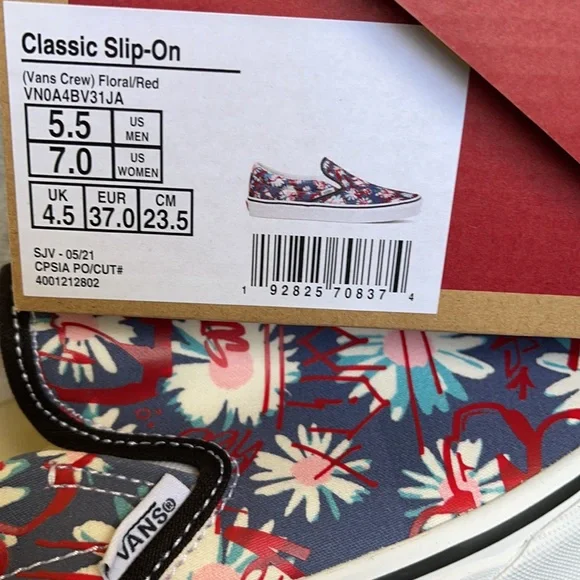 Classic Slip-On
(Vans Crew) Floral/Red
VN0A4BV31JA
5.5 US MEN
7.0 US WOMEN
UK EUR CM
4.5 37.0 23.5
SJV - 05/21
CPSIA PO/CUT#
4001212802
1 92825 70837 4
VANS®